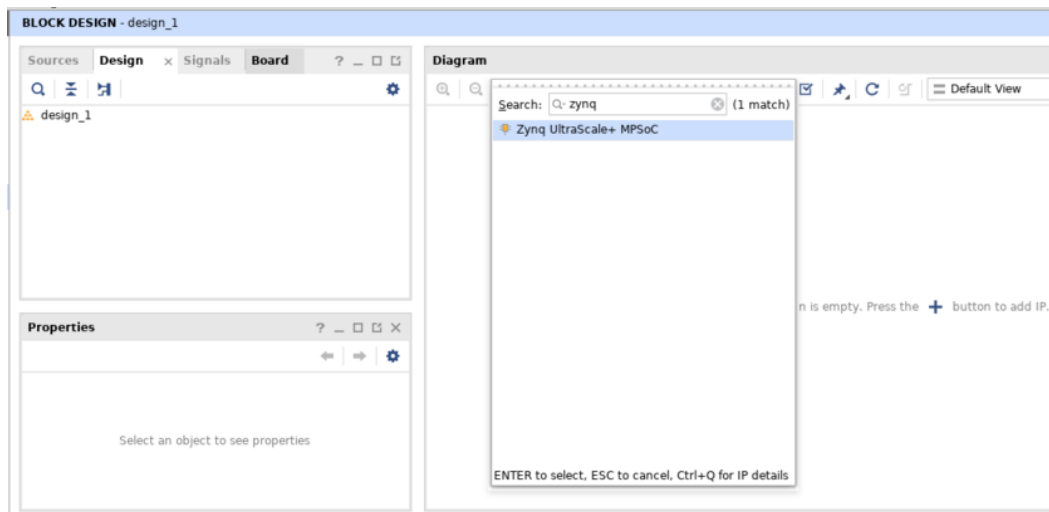 BLOCK DESIGN - design_1
Sources Design x Signals Board ? _
Diagram
Search: zynq (1 match)
Default View
design_1
Zynq UltraScale+ MPSoC
n is empty. Press the + button to add IP.
Properties ? _
Select an object to see properties
ENTER to select, ESC to cancel, Ctrl+Q for IP details